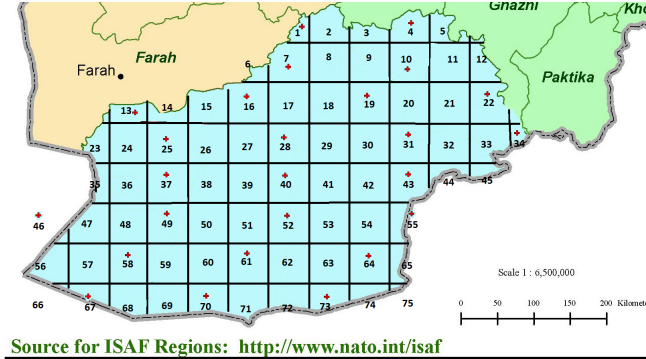 Ghazni
Kho
Farah
Farah
Paktika
1 2 3 4 5
6 7 8 9 10 11 12
13 14 15 16 17 18 19 20 21 22
23 24 25 26 27 28 29 30 31 32 33 34
35 36 37 38 39 40 41 42 43 44 45
46 47 48 49 50 51 52 53 54 55
56 57 58 59 60 61 62 63 64 65
66 67 68 69 70 71 72 73 74 75
Scale 1 : 6,500,000
0 50 100 150 200 Kilomete
Source for ISAF Regions: http://www.nato.int/isaf